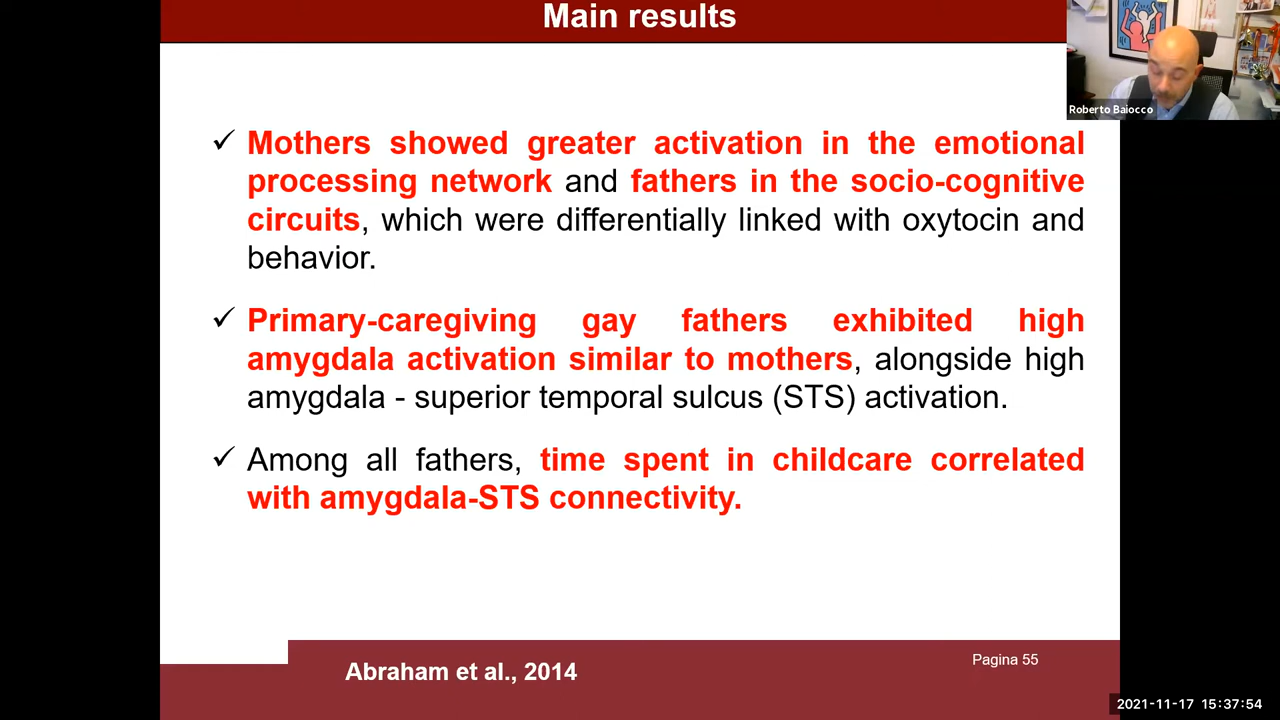 Main results
Roberto Baiocco
✓ Mothers showed greater activation in the emotional
processing network and fathers in the socio-cognitive
circuits, which were differentially linked with oxytocin and
behavior.
✓ Primary-caregiving gay fathers exhibited high
amygdala activation similar to mothers, alongside high
amygdala - superior temporal sulcus (STS) activation.
✓ Among all fathers, time spent in childcare correlated
with amygdala-STS connectivity.
Abraham et al., 2014
Pagina 55
2021-11-17 15:37:54